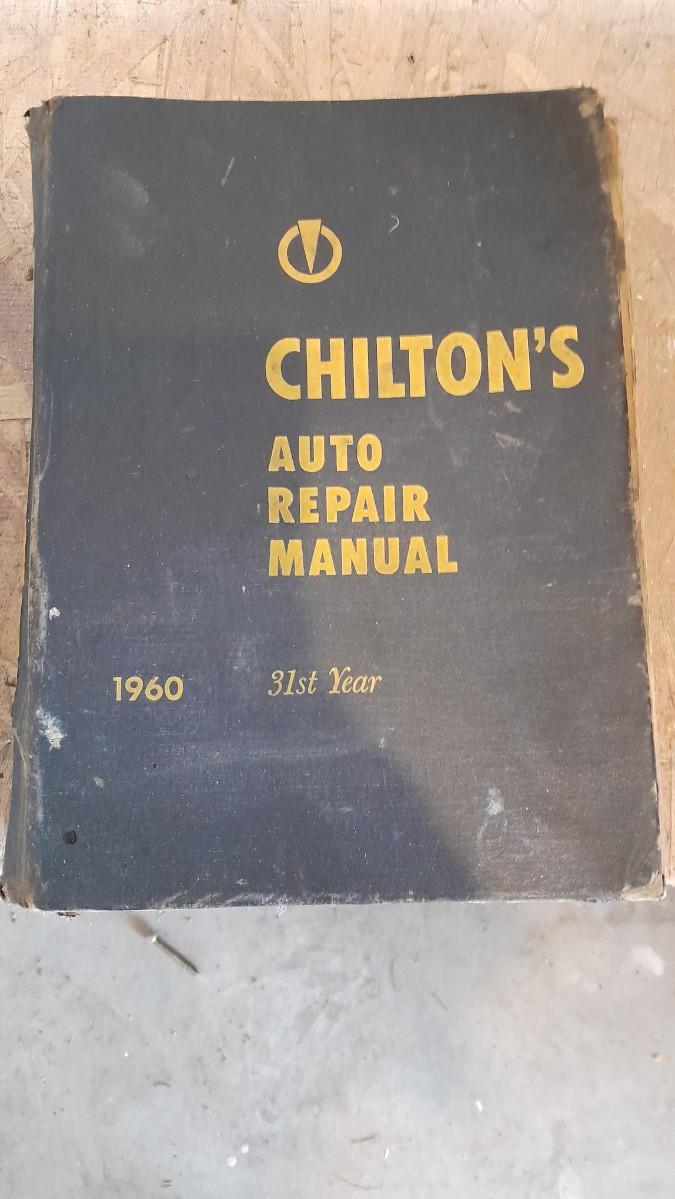 CHILTON'S
AUTO
REPAIR
MANUAL
1960 31st Year